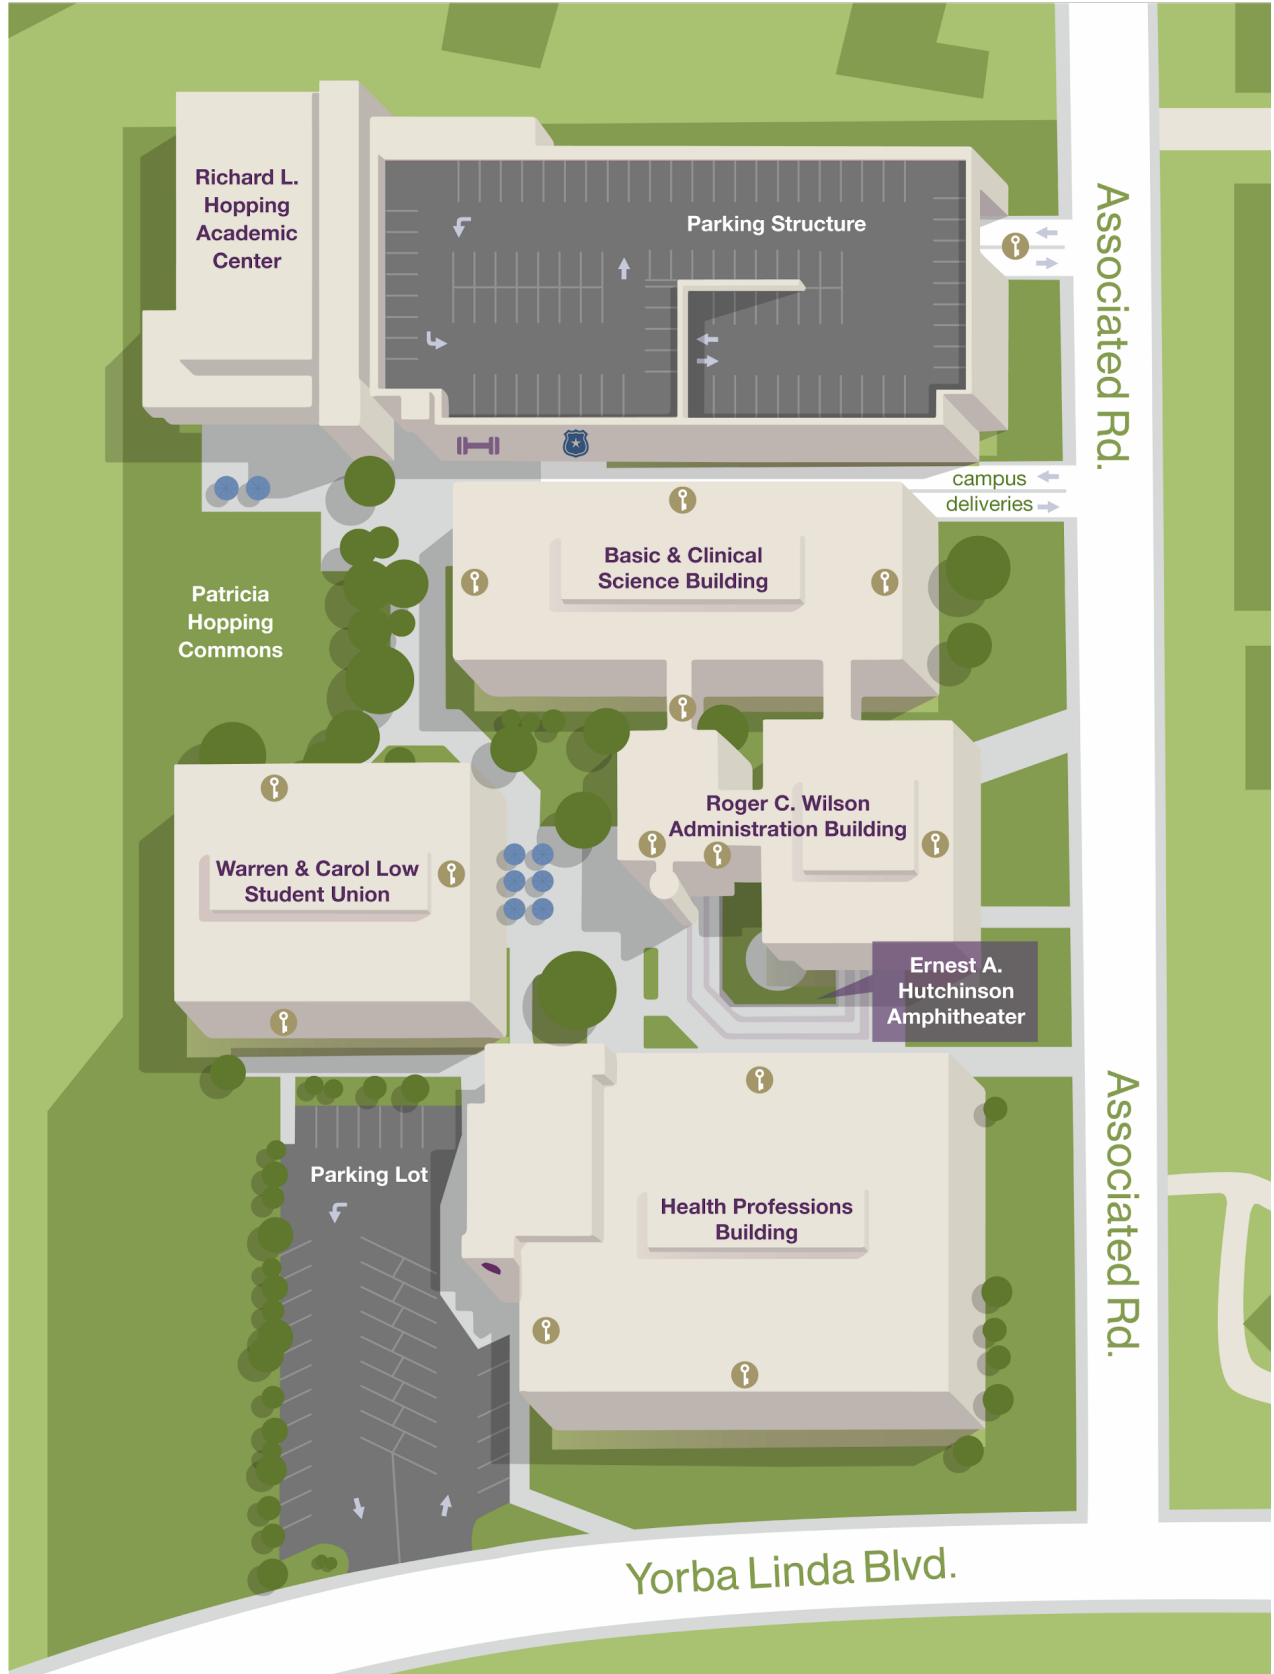 Richard L.
Hopping
Academic
Center
Parking Structure
Associated Rd.
campus
deliveries
Basic & Clinical
Science Building
Patricia
Hopping
Commons
Roger C. Wilson
Administration Building
Warren & Carol Low
Student Union
Ernest A.
Hutchinson
Amphitheater
Associated Rd.
Parking Lot
Health Professions
Building
Yorba Linda Blvd.